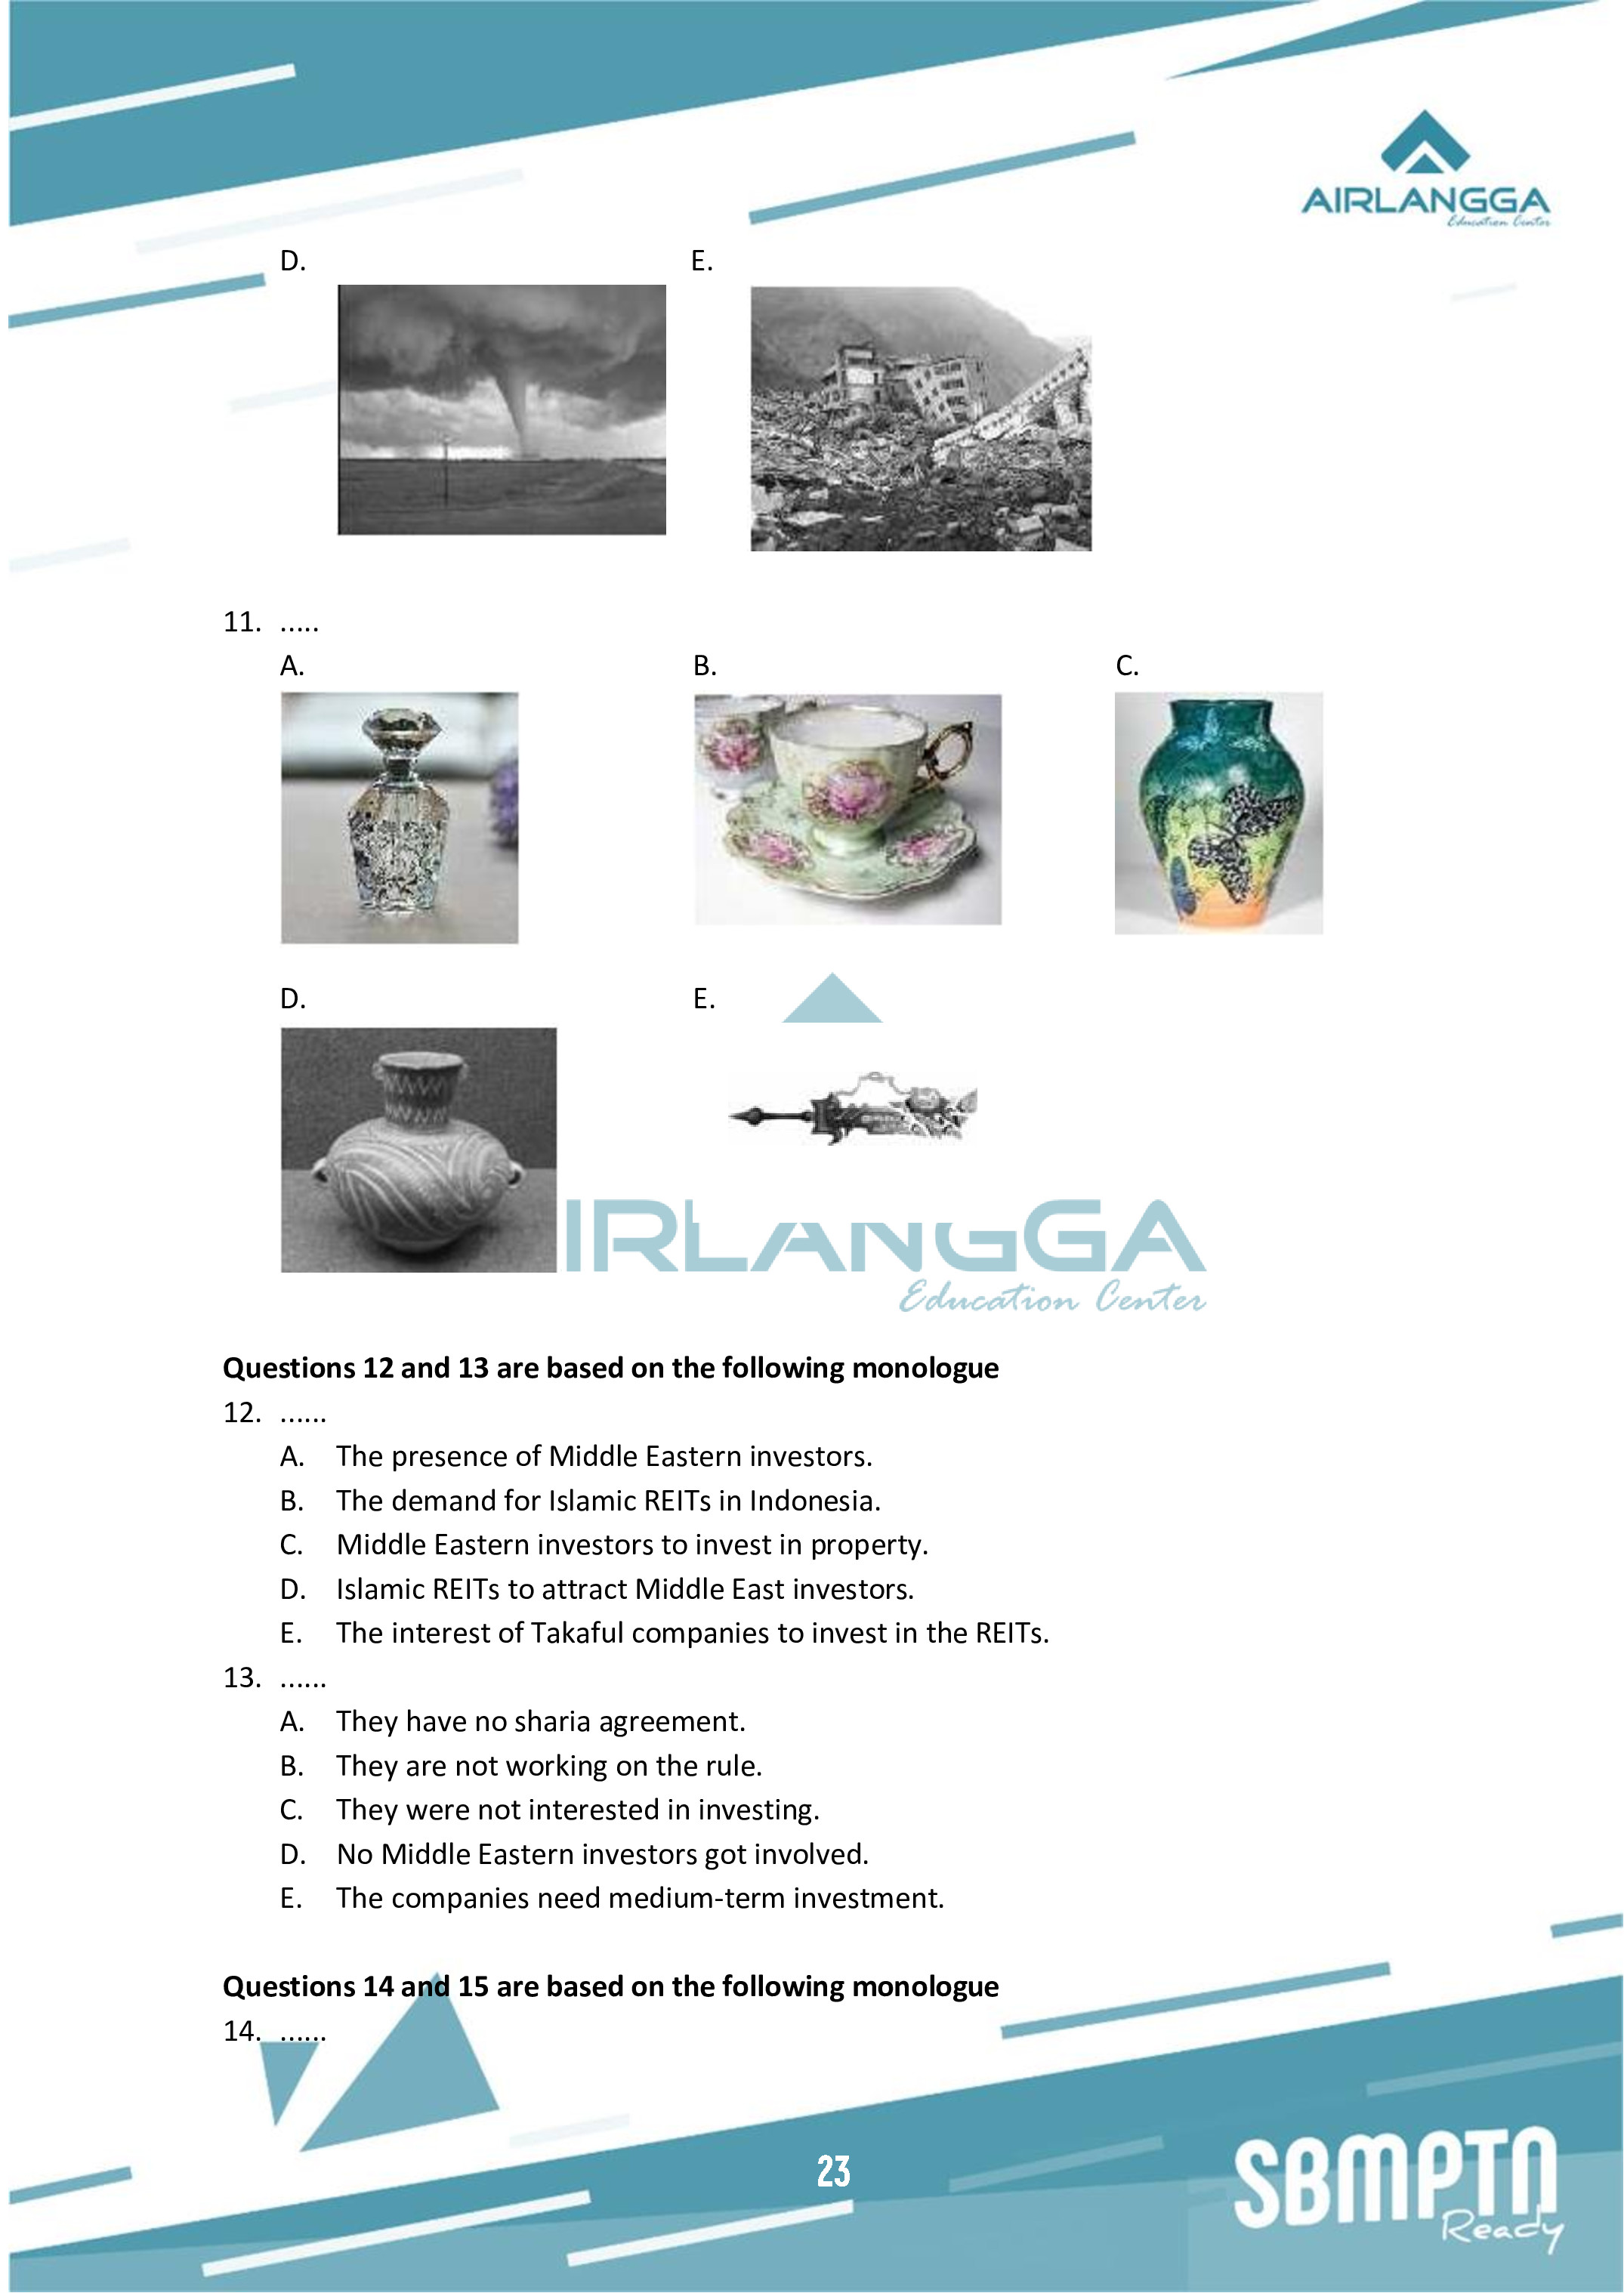 AIRLANGGA
Education Center
D. E.
11. .....
A. B. C.
D. E.
IRLANGGA
Education Center
Questions 12 and 13 are based on the following monologue
12. ......
A. The presence of Middle Eastern investors.
B. The demand for Islamic REITs in Indonesia.
C. Middle Eastern investors to invest in property.
D. Islamic REITs to attract Middle East investors.
E. The interest of Takaful companies to invest in the REITs.
13. ......
A. They have no sharia agreement.
B. They are not working on the rule.
C. They were not interested in investing.
D. No Middle Eastern investors got involved.
E. The companies need medium-term investment.
Questions 14 and 15 are based on the following monologue
14. ......
23
SBMPTN
Ready